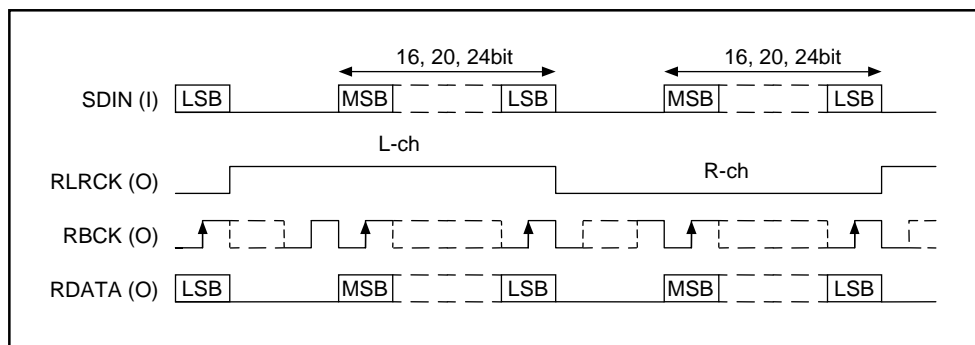 16, 20, 24bit 16, 20, 24bit
SDIN (I) LSB MSB LSB MSB LSB
L-ch
RLRCK (O) R-ch
RBCK (O)
RDATA (O) LSB MSB LSB MSB LSB